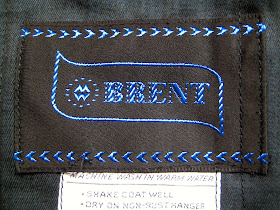 BRENT
MACHINE WASH IN WARM WATER
• SHAKE COAT WELL
• DRY ON NON-RUST HANGER